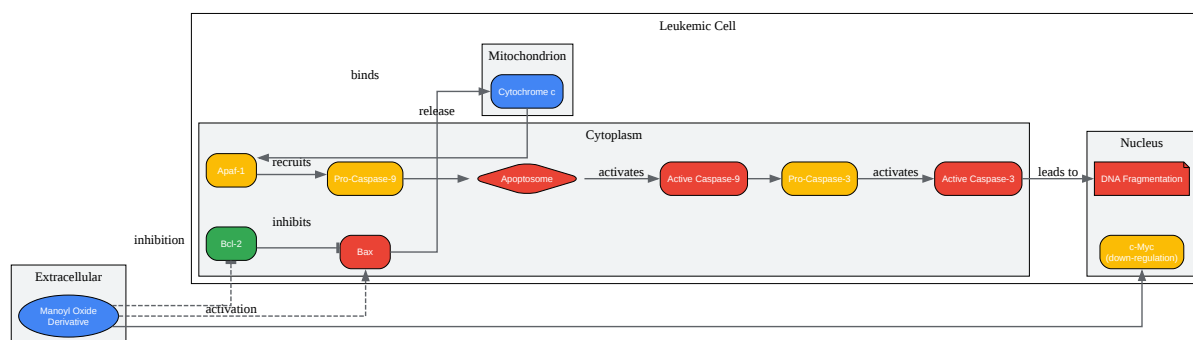 Leukemic Cell
Mitochondrion
binds
Cytochrome c
release
Cytoplasm
Nucleus
Apaf-1
recruits
Pro-Caspase-9
Apoptosome
activates
Active Caspase-9
Pro-Caspase-3
activates
Active Caspase-3
leads to
DNA Fragmentation
inhibition
Bcl-2
inhibits
Bax
c-Myc
(down-regulation)
Extracellular
Manoyl Oxide
Derivative
activation